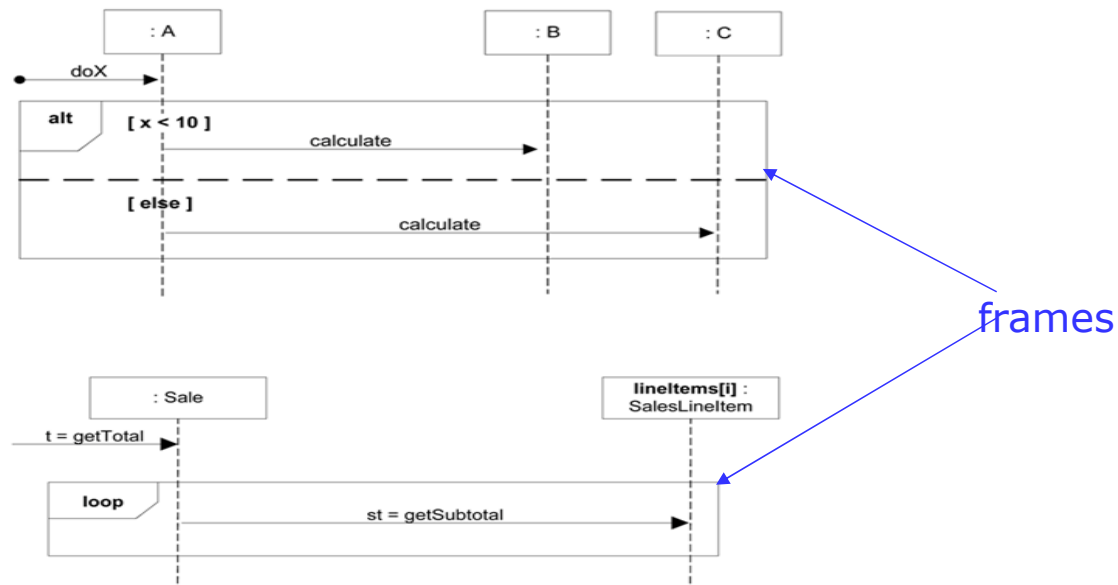 : A
: B
: C
doX
alt
[ x < 10 ]
calculate
[ else ]
calculate
frames
: Sale
lineItems[i] :
SalesLineItem
t = getTotal
loop
st = getSubtotal